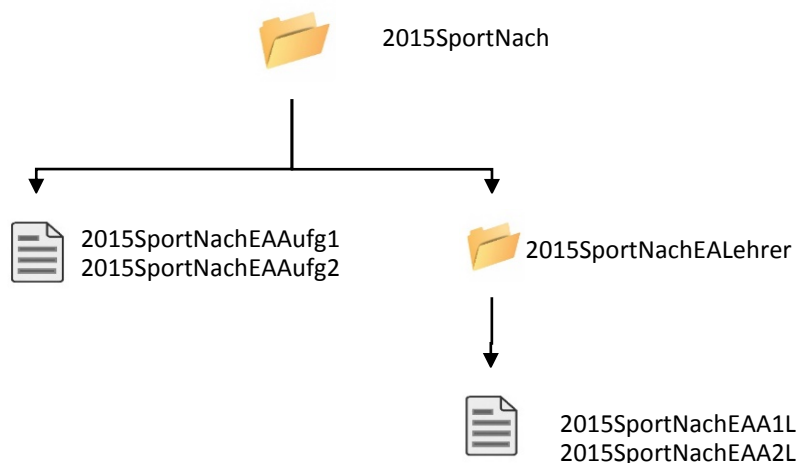 2015SportNach
2015SportNachEAAufg1
2015SportNachEAAufg2
2015SportNachEALehrer
2015SportNachEAA1L
2015SportNachEAA2L